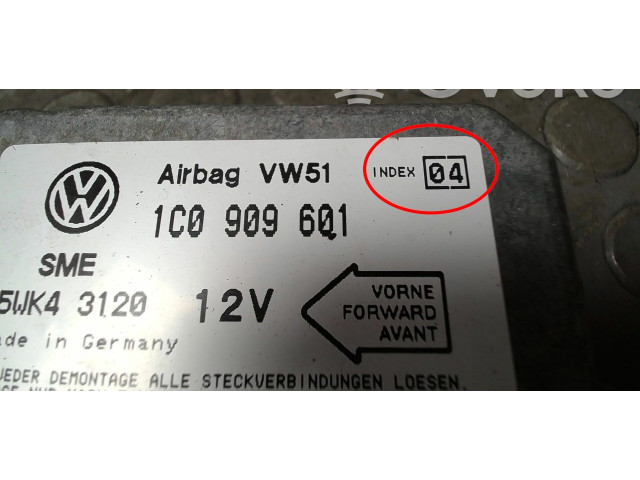 Airbag VW51 INDEX 04
1C0 909 601
SME
5WK4 3120 12V
VORNE
FORWARD
AVANT
de in Germany
WEDER DEMONTAGE ALLE STECKVERBINDUNGEN LOESEN.